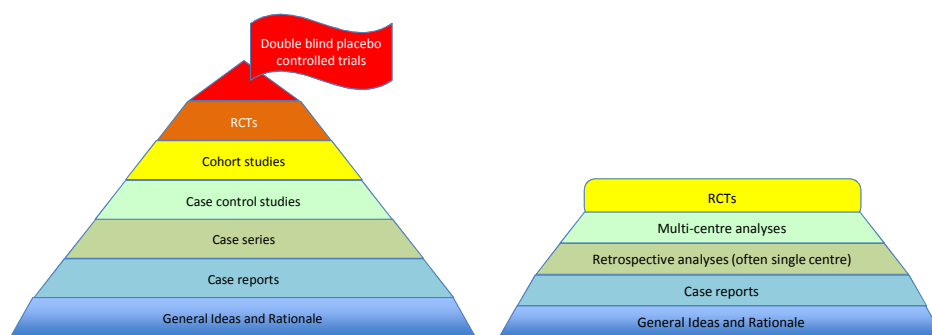 Double blind placebo
controlled trials
RCTs
Cohort studies
Case control studies
Case series
Case reports
General Ideas and Rationale
RCTs
Multi-centre analyses
Retrospective analyses (often single centre)
Case reports
General Ideas and Rationale